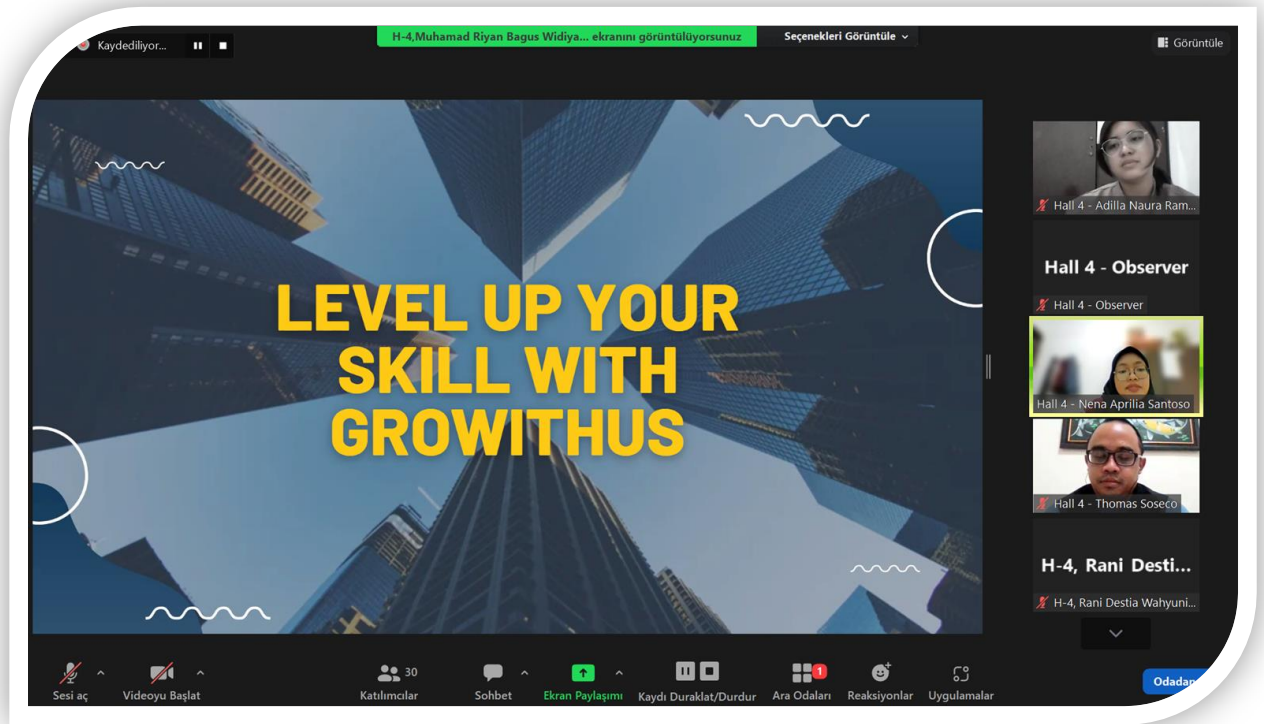 Kaydediliyor...
H-4,Muhamad Riyan Bagus Widiya... ekranını görüntülüyorsunuz
Seçenekleri Görüntüle
Görüntüle
LEVEL UP YOUR
SKILL WITH
GROWITHUS
Hall 4 - Adilla Naura Ram...
Hall 4 - Observer
Hall 4 - Observer
Hall 4 - Nena Aprilia Santoso
Hall 4 - Thomas Soseco
H-4, Rani Desti...
H-4, Rani Destia Wahyuni...
Sesi aç
Videoyu Başlat
30
Katılımcılar
Sohbet
Ekran Paylaşımı
Kaydı Duraklat/Durdur
1
Ara Odaları
Reaksiyonlar
Uygulamalar